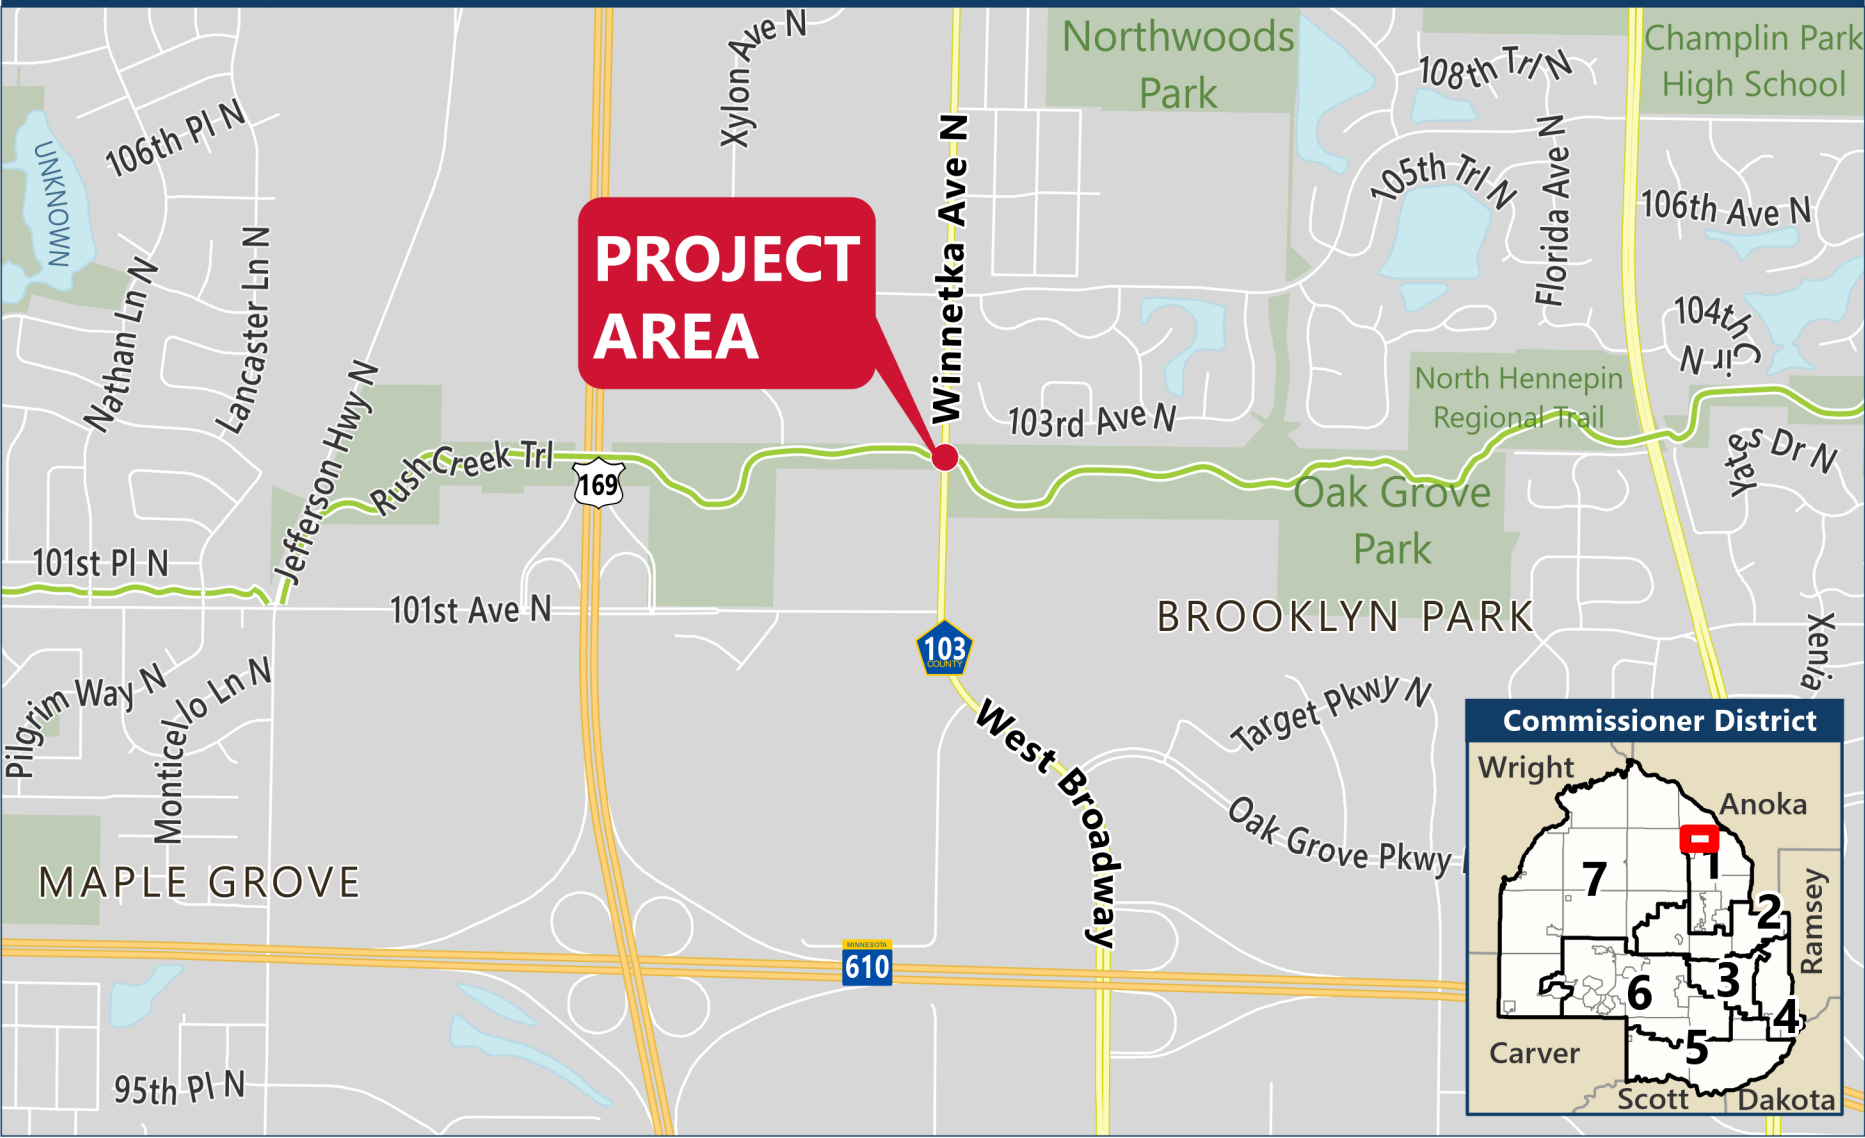 Northwoods
Park
Champlin Park
High School
Xylon Ave N
108th Trl N
106th Pl N
UNKNOWN
Winnetka Ave N
105th Trl N
Florida Ave N
106th Ave N
PROJECT
AREA
Nathan Ln N
Lancaster Ln N
104th Cir N
Jefferson Hwy N
103rd Ave N
North Hennepin
Regional Trail
Yates Dr N
Rush Creek Trl
169
Oak Grove
Park
101st Pl N
101st Ave N
BROOKLYN PARK
103
COUNTY
Xenia
Pilgrim Way N
Monticello Ln N
West Broadway
Target Pkwy N
Oak Grove Pkwy
MAPLE GROVE
MINNESOTA
610
95th Pl N
Commissioner District
Wright
Anoka
7
1
2
Ramsey
6
3
4
5
Carver
Scott
Dakota